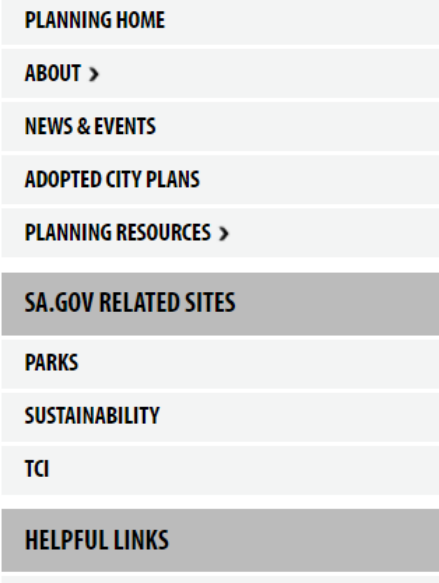 PLANNING HOME
ABOUT >
NEWS & EVENTS
ADOPTED CITY PLANS
PLANNING RESOURCES >
SA.GOV RELATED SITES
PARKS
SUSTAINABILITY
TCI
HELPFUL LINKS